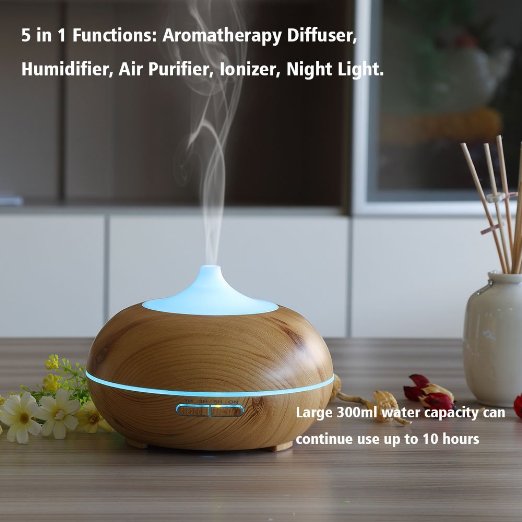 5 in 1 Functions: Aromatherapy Diffuser,
Humidifier, Air Purifier, Ionizer, Night Light.
Large 300ml water capacity can
continue use up to 10 hours